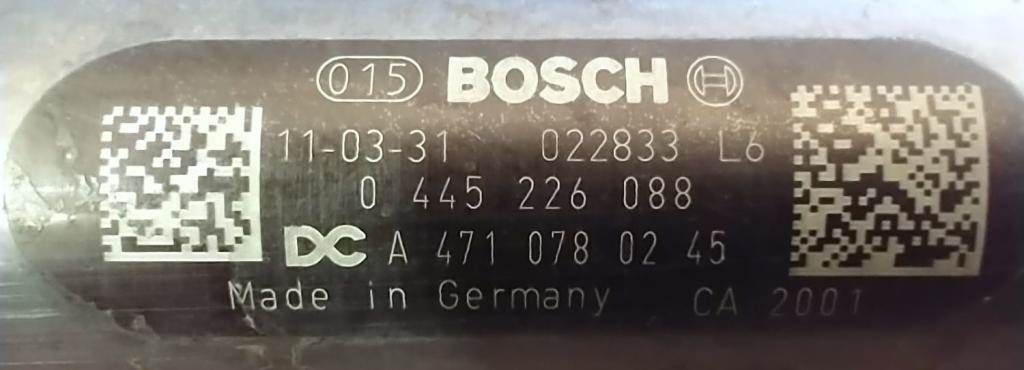 015 BOSCH
11-03-31 022833 L6
0 445 226 088
DC A 471 078 02 45
Made in Germany CA 2001